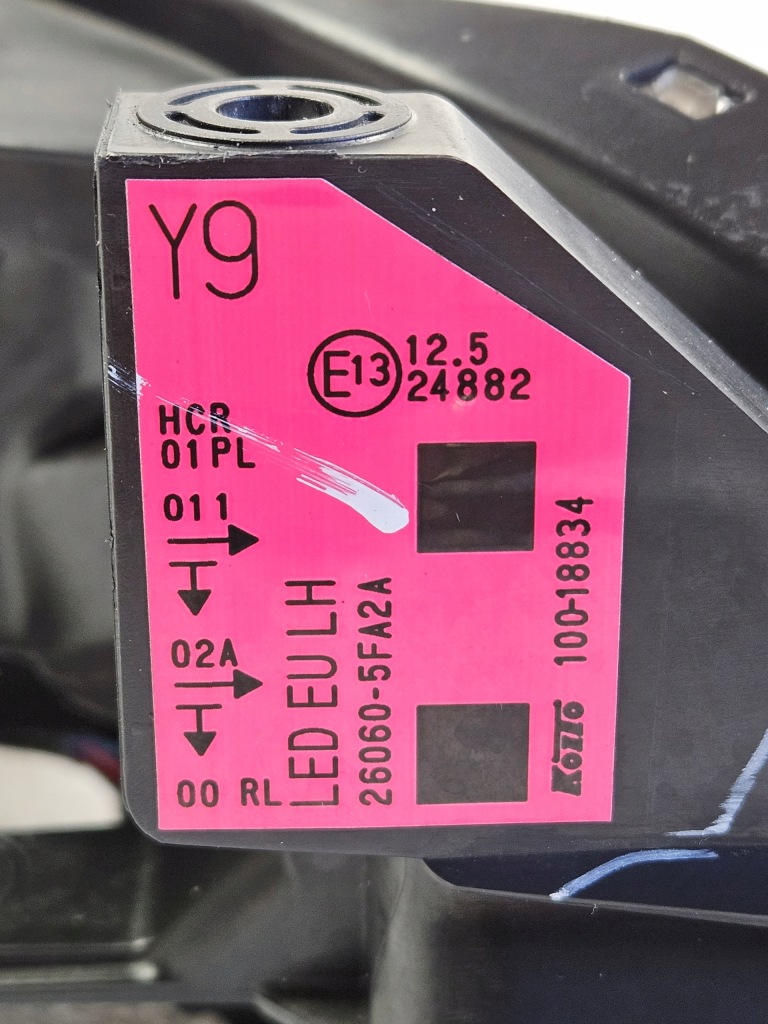 Y9
E13
12.5
24882
HCR
01PL
011
02A
00 RL
LED EU LH
26060-5FA2A
100-18834
KOITO